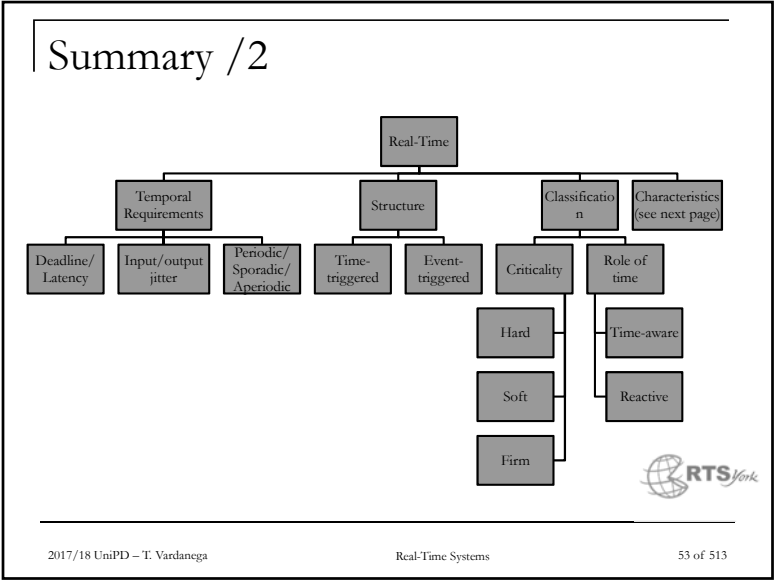 Summary /2
Real-Time
Temporal
Requirements
Structure
Classificatio
n
Characteristics
(see next page)
Deadline/
Latency
Input/output
jitter
Periodic/
Sporadic/
Aperiodic
Time-
triggered
Event-
triggered
Criticality
Role of
time
Hard
Time-aware
Soft
Reactive
Firm
RTS York
2017/18 UniPD – T. Vardanega
Real-Time Systems
53 of 513